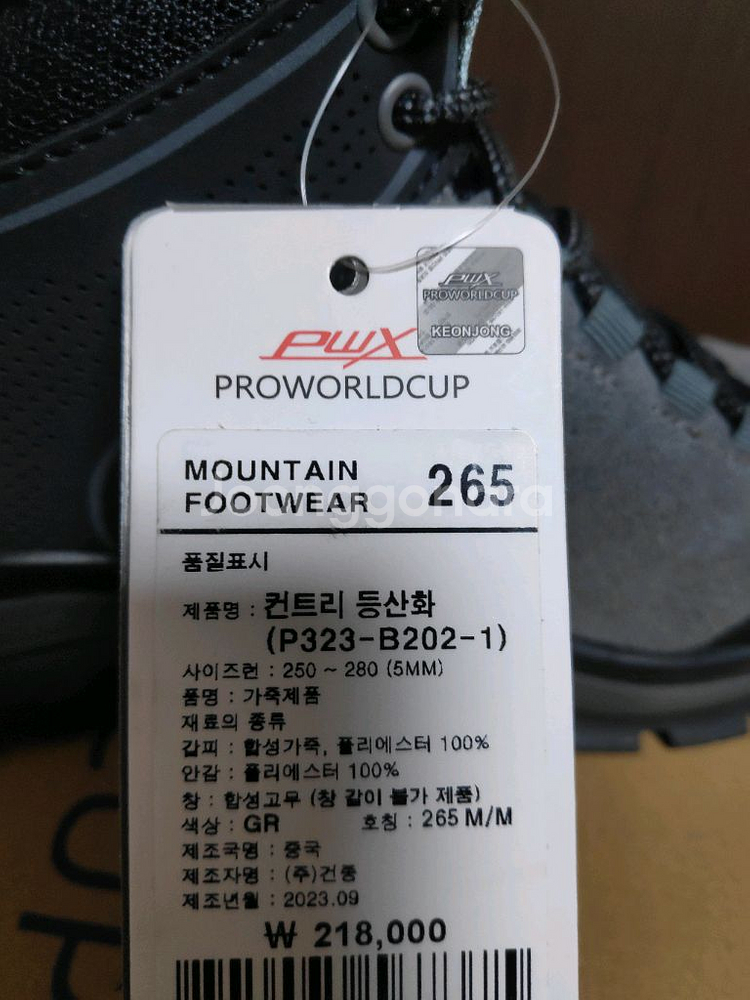 PWX
PROWORLDCUP
KEONJONG
PWX
PROWORLDCUP
MOUNTAIN
FOOTWEAR 265
Joonggonara
품질표시
제품명 : 컨트리 등산화
(P323-B202-1)
사이즈런 : 250 ~ 280 (5MM)
품명 : 가죽제품
재료의 종류
갑피 : 합성가죽, 폴리에스터 100%
안감 : 폴리에스터 100%
창 : 합성고무 (창 갈이 불가 제품)
색상 : GR 호칭 : 265 M/M
제조국명 : 중국
제조자명 : (주)건종
제조년월 : 2023.09
₩ 218,000